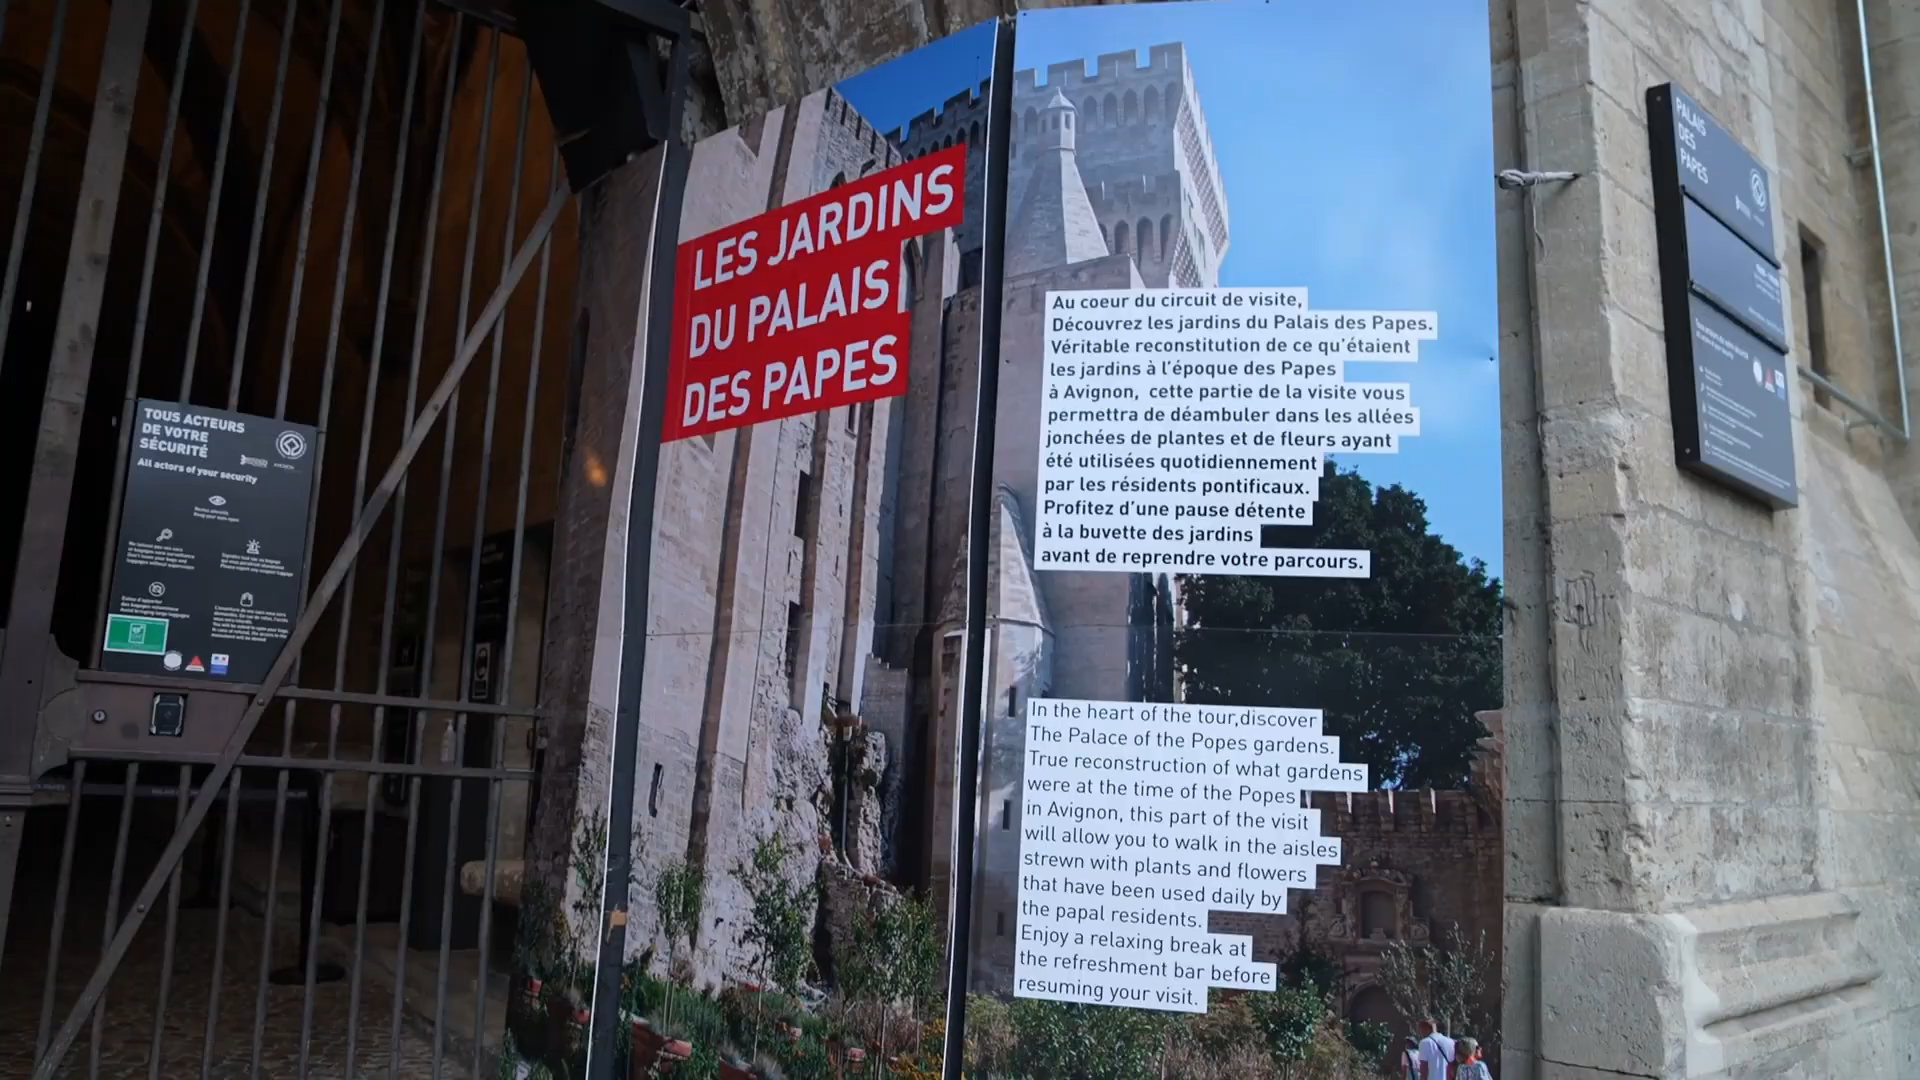 TOUS ACTEURS
DE VOTRE
SÉCURITÉ
All actors of your security
Keep your eyes open
LES JARDINS
DU PALAIS
DES PAPES
Au coeur du circuit de visite,
Découvrez les jardins du Palais des Papes.
Véritable reconstitution de ce qu'étaient
les jardins à l'époque des Papes
à Avignon, cette partie de la visite vous
permettra de déambuler dans les allées
jonchées de plantes et de fleurs ayant
été utilisées quotidiennement
par les résidents pontificaux.
Profitez d'une pause détente
à la buvette des jardins
avant de reprendre votre parcours.
In the heart of the tour,discover
The Palace of the Popes gardens.
True reconstruction of what gardens
were at the time of the Popes
in Avignon, this part of the visit
will allow you to walk in the aisles
strewn with plants and flowers
that have been used daily by
the papal residents.
Enjoy a relaxing break at
the refreshment bar before
resuming your visit.
PALAIS
DES
PAPES